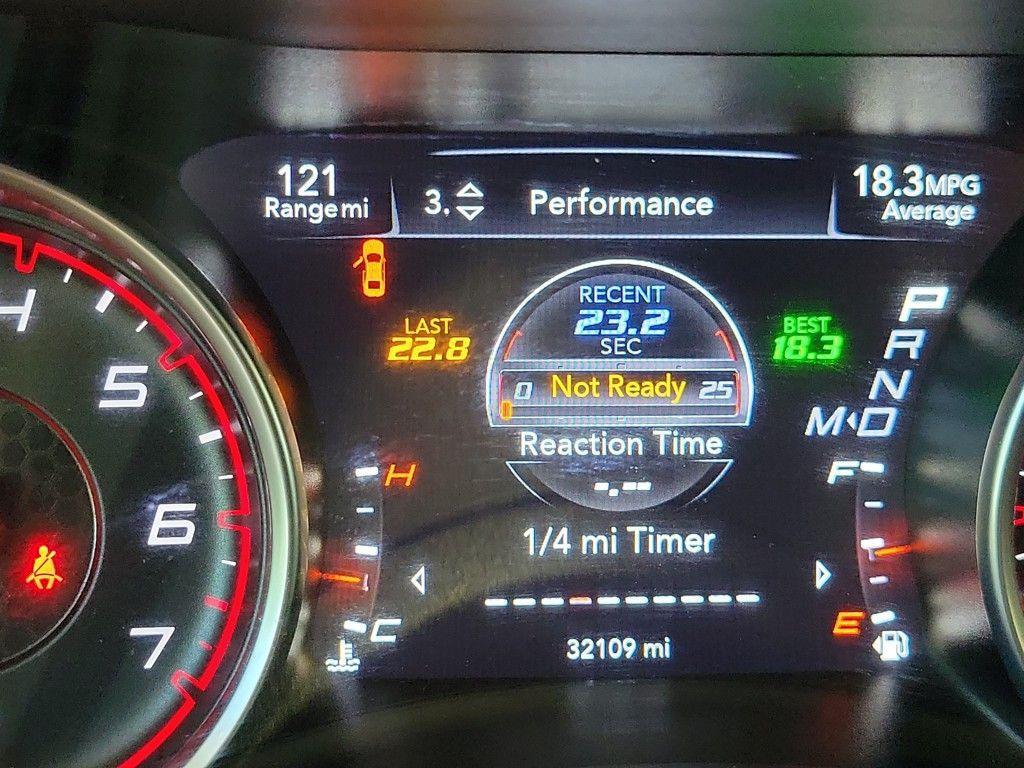 121
Range mi
3. Performance
18.3 MPG
Average
RECENT
23.2
SEC
LAST
22.8
BEST
18.3
0 Not Ready 25
Reaction Time
-.--
1/4 mi Timer
32109 mi
P
R
N
M D
H
C
F
E
4
5
6
7